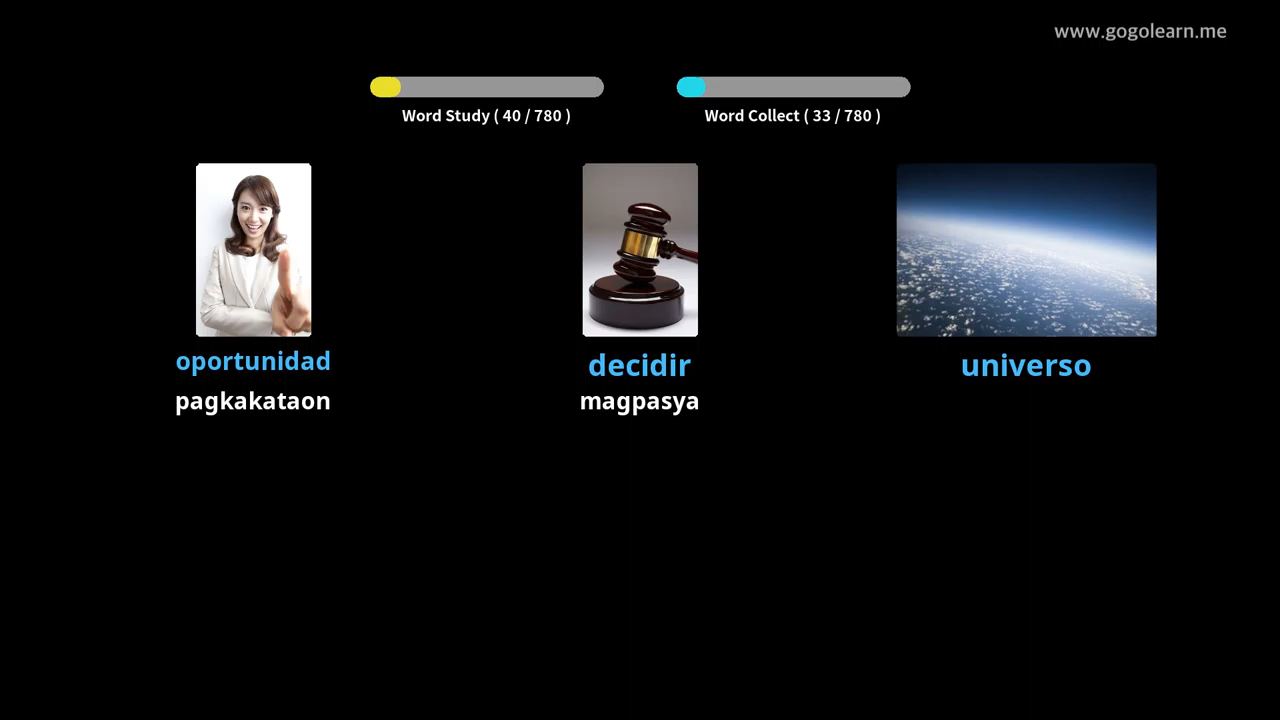 www.gogolearn.me
Word Study ( 40 / 780 )
Word Collect ( 33 / 780 )
oportunidad
pagkakataon
decidir
magpasya
universo